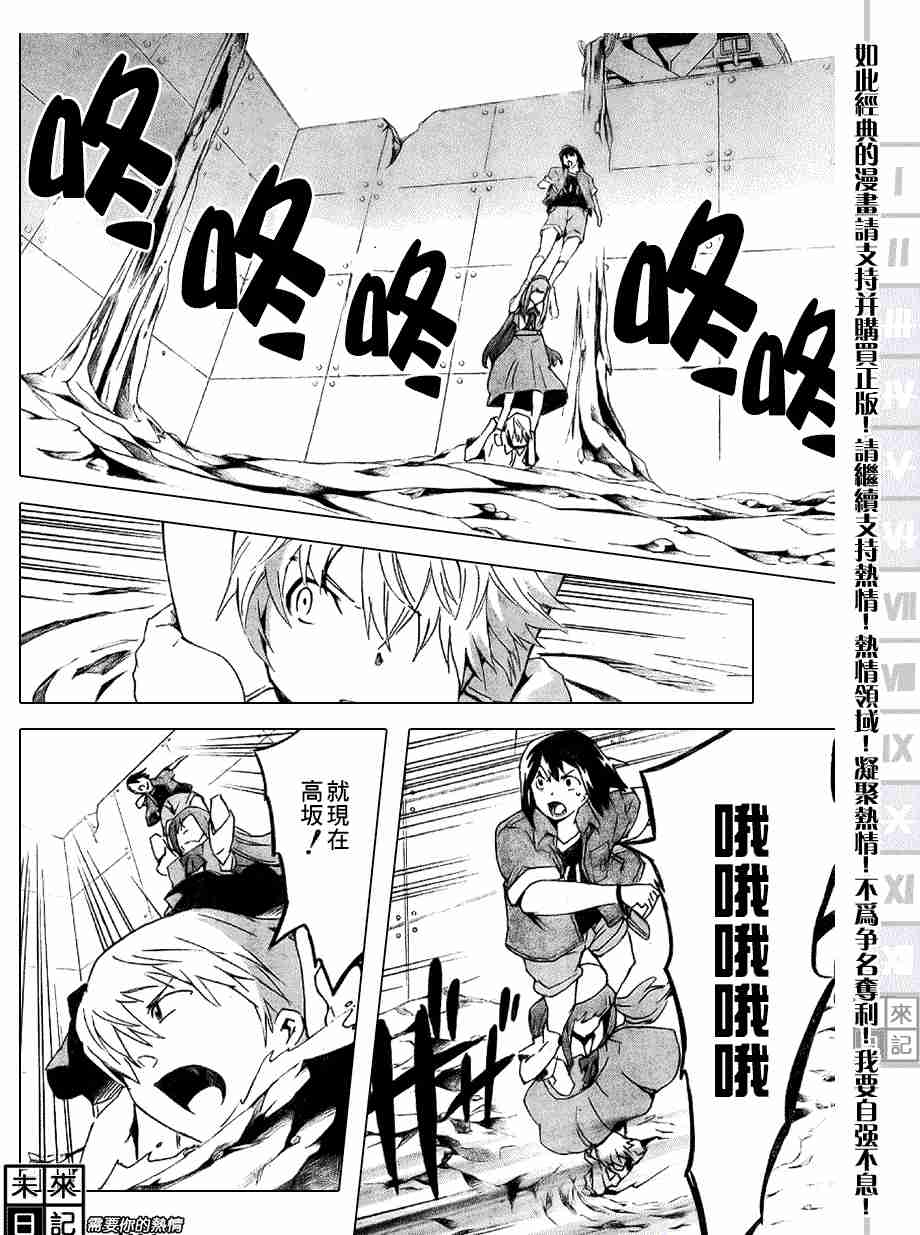 咚
咚
咚
咚
咚
哦哦哦哦哦
就現在
高坂！
如此經典的漫畫請支持并購買正版！請繼續支持熱情！熱情領域！凝聚熱情！不爲争名奪利！我要自强不息！
I
II
III
IV
V
VI
VII
VIII
IX
X
XI
來
記
未來
日記
需要你的熱情